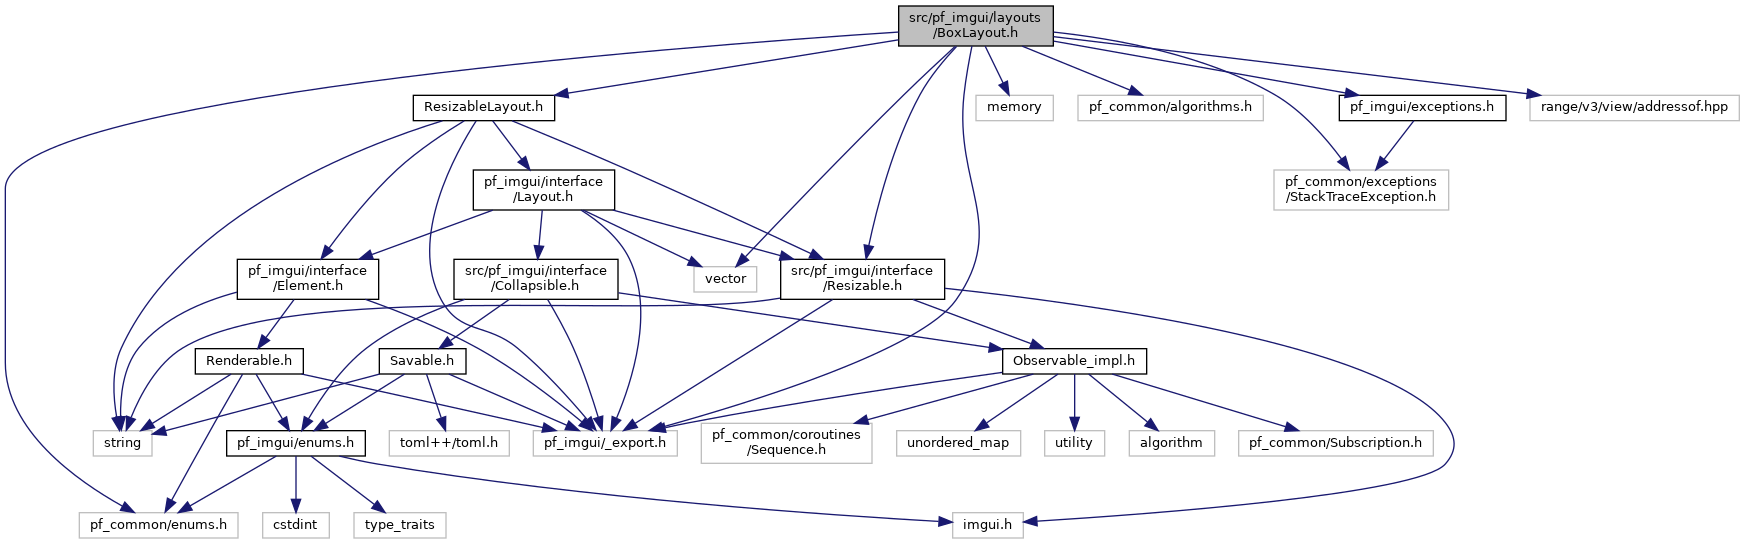 src/pf_imgui/layouts
/BoxLayout.h
ResizableLayout.h
memory
pf_common/algorithms.h
pf_imgui/exceptions.h
range/v3/view/addressof.hpp
pf_imgui/interface
/Layout.h
pf_common/exceptions
/StackTraceException.h
pf_imgui/interface
/Element.h
src/pf_imgui/interface
/Collapsible.h
vector
src/pf_imgui/interface
/Resizable.h
Renderable.h
Savable.h
Observable_impl.h
string
pf_imgui/enums.h
toml++/toml.h
pf_imgui/_export.h
pf_common/coroutines
/Sequence.h
unordered_map
utility
algorithm
pf_common/Subscription.h
pf_common/enums.h
cstdint
type_traits
imgui.h